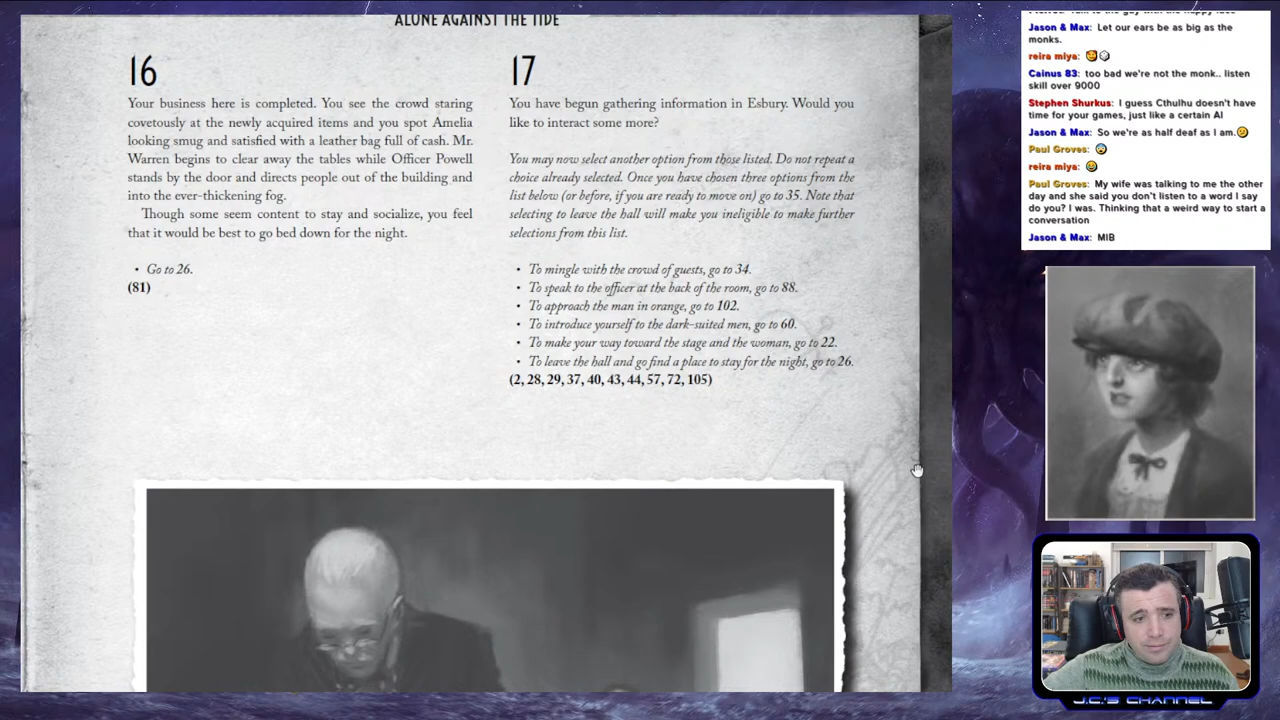 ALONE AGAINST THE TIDE
16
Your business here is completed. You see the crowd staring
covetously at the newly acquired items and you spot Amelia
looking smug and satisfied with a leather bag full of cash. Mr.
Warren begins to clear away the tables while Officer Powell
stands by the door and directs people out of the building and
into the ever-thickening fog.
Though some seem content to stay and socialize, you feel
that it would be best to go bed down for the night.
• Go to 26.
(81)
17
You have begun gathering information in Esbury. Would you
like to interact some more?
You may now select another option from those listed. Do not repeat a
choice already selected. Once you have chosen three options from the
list below (or before, if you are ready to move on) go to 35. Note that
selecting to leave the hall will make you ineligible to make further
selections from this list.
• To mingle with the crowd of guests, go to 34.
• To speak to the officer at the back of the room, go to 88.
• To approach the man in orange, go to 102.
• To introduce yourself to the dark-suited men, go to 60.
• To make your way toward the stage and the woman, go to 22.
• To leave the hall and go find a place to stay for the night, go to 26.
(2, 28, 29, 37, 40, 43, 44, 57, 72, 105)
Jason & Max: Let our ears be as big as the
monks.
reira miya:
Cainus 83: too bad we're not the monk.. listen
skill over 9000
Stephen Shurkus: I guess Cthulhu doesn't have
time for your games, just like a certain AI
Jason & Max: So we're as half deaf as I am.
Paul Groves:
reira miya:
Paul Groves: My wife was talking to me the other
day and she said you don't listen to a word I say
do you? I was. Thinking that a weird way to start a
conversation
Jason & Max: MIB
J.C.'S CHANNEL